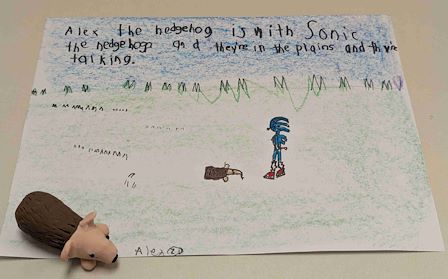 Alex the hedgehog is with Sonic
the hedgehogs and they're in the plains and they're
talking.
Alex